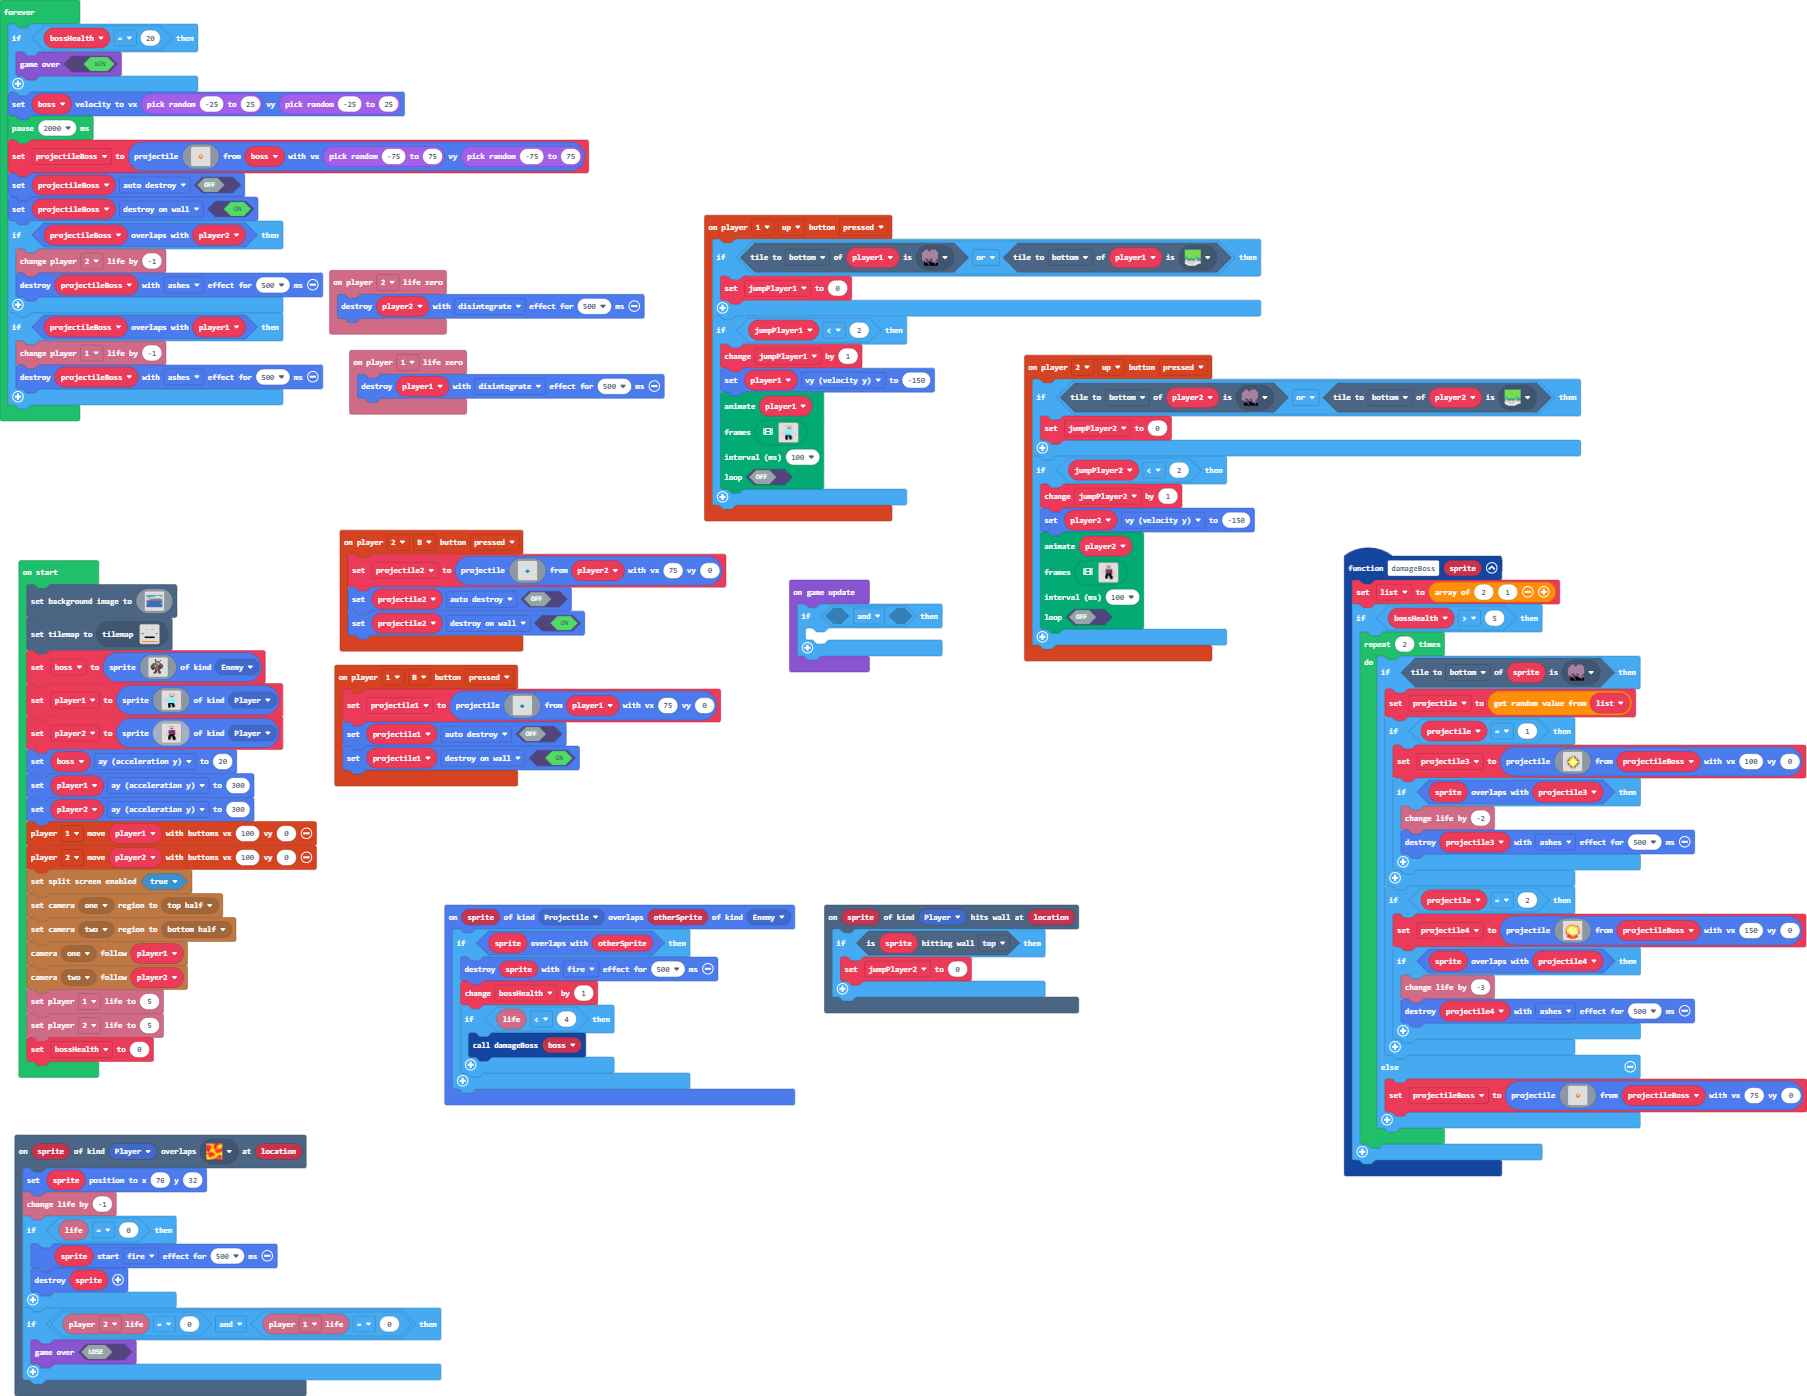 forever
if bossHealth = 20 then
game over WIN
set boss velocity to vx pick random -25 to 25 vy pick random -25 to 25
pause 2000 ms
set projectileBoss to projectile from boss with vx pick random -75 to 75 vy pick random -75 to 75
set projectileBoss auto destroy OFF
set projectileBoss destroy on wall ON
if projectileBoss overlaps with player2 then
change player 2 life by -1
destroy projectileBoss with ashes effect for 500 ms
if projectileBoss overlaps with player1 then
change player 1 life by -1
destroy projectileBoss with ashes effect for 500 ms
on player 2 life zero
destroy player2 with disintegrate effect for 500 ms
on player 1 life zero
destroy player1 with disintegrate effect for 500 ms
on player 1 up button pressed
if tile to bottom of player1 is or tile to bottom of player1 is then
set jumpPlayer1 to 0
if jumpPlayer1 < 2 then
change jumpPlayer1 by 1
set player1 vy (velocity y) to -150
animate player1
frames
interval (ms) 100
loop OFF
on player 2 up button pressed
if tile to bottom of player2 is or tile to bottom of player2 is then
set jumpPlayer2 to 0
if jumpPlayer2 < 2 then
change jumpPlayer2 by 1
set player2 vy (velocity y) to -150
animate player2
frames
interval (ms) 100
loop OFF
on start
set background image to
set tilemap to tilemap
set boss to sprite of kind Enemy
set player1 to sprite of kind Player
set player2 to sprite of kind Player
set boss ay (acceleration y) to 20
set player1 ay (acceleration y) to 300
set player2 ay (acceleration y) to 300
player 1 move player1 with buttons vx 100 vy 0
player 2 move player2 with buttons vx 100 vy 0
set split screen enabled true
set camera one region to top half
set camera two region to bottom half
camera one follow player1
camera two follow player2
set player 1 life to 5
set player 2 life to 5
set bossHealth to 0
on player 2 B button pressed
set projectile2 to projectile from player2 with vx 75 vy 0
set projectile2 auto destroy OFF
set projectile2 destroy on wall ON
on player 1 B button pressed
set projectile1 to projectile from player1 with vx 75 vy 0
set projectile1 auto destroy OFF
set projectile1 destroy on wall ON
on game update
if and then
function damageBoss sprite
set list to array of 2 1
if bossHealth > 5 then
repeat 2 times
do
if tile to bottom of sprite is then
set projectile to get random value from list
if projectile = 1 then
set projectile3 to projectile from projectileBoss with vx 100 vy 0
if sprite overlaps with projectile3 then
change life by -2
destroy projectile3 with ashes effect for 500 ms
if projectile = 2 then
set projectile4 to projectile from projectileBoss with vx 150 vy 0
if sprite overlaps with projectile4 then
change life by -3
destroy projectile4 with ashes effect for 500 ms
else
set projectileBoss to projectile from projectileBoss with vx 75 vy 0
on sprite of kind Projectile overlaps otherSprite of kind Enemy
if sprite overlaps with otherSprite then
destroy sprite with fire effect for 500 ms
change bossHealth by 1
if life < 4 then
call damageBoss boss
on sprite of kind Player hits wall at location
if is sprite hitting wall top then
set jumpPlayer2 to 0
on sprite of kind Player overlaps at location
set sprite position to x 76 y 32
change life by -1
if life = 0 then
sprite start fire effect for 500 ms
destroy sprite
if player 2 life = 0 and player 1 life = 0 then
game over LOSE